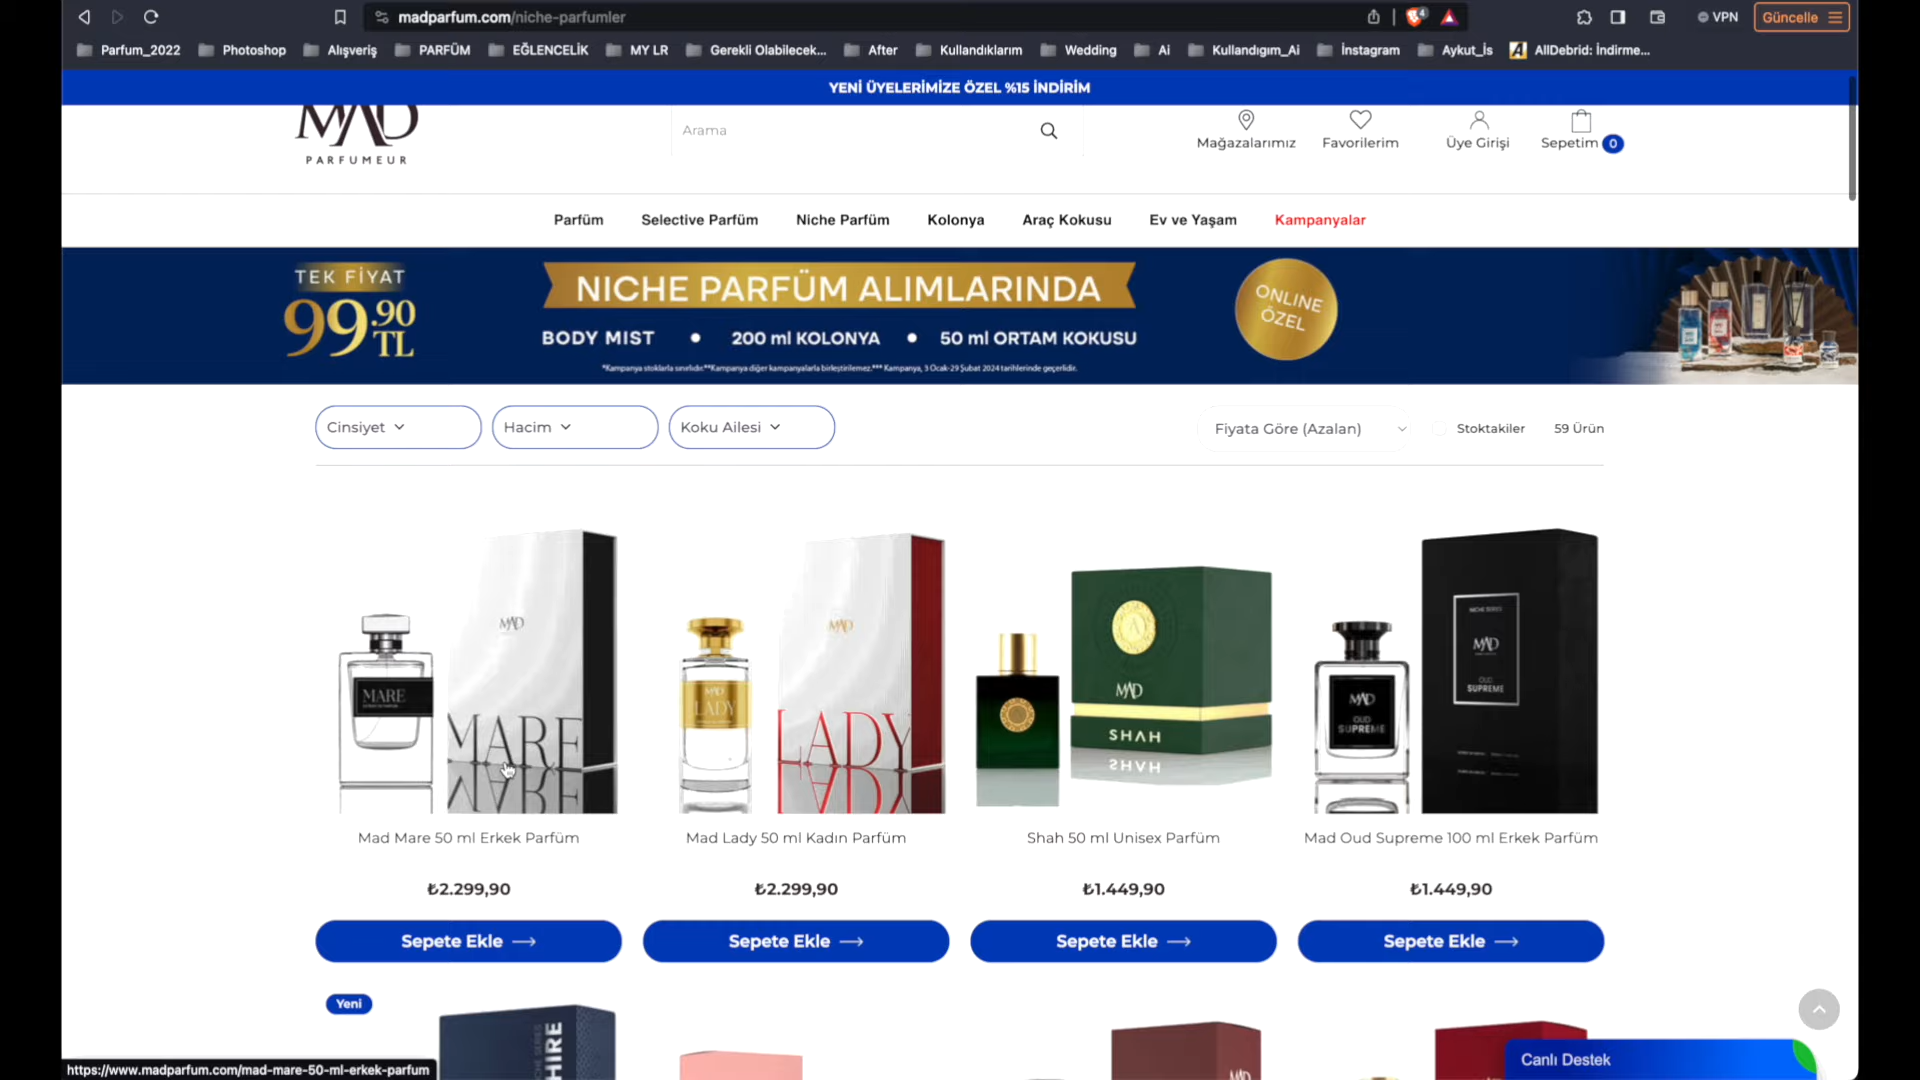 madparfum.com/niche-parfumler
4
VPN
Güncelle
Parfum_2022
Photoshop
Alışveriş
PARFÜM
EĞLENCELİK
MY LR
Gerekli Olabilecek...
After
Kullandıklarım
Wedding
Ai
Kullandıgım_Ai
İnstagram
Aykut_İs
AllDebrid: İndirme...
YENİ ÜYELERİMİZE ÖZEL %15 İNDİRİM
MAD
PARFUMEUR
Arama
Mağazalarımız
Favorilerim
Üye Girişi
Sepetim 0
Parfüm
Selective Parfüm
Niche Parfüm
Kolonya
Araç Kokusu
Ev ve Yaşam
Kampanyalar
TEK FİYAT
99.90 TL
NICHE PARFÜM ALIMLARINDA
BODY MIST • 200 ml KOLONYA • 50 ml ORTAM KOKUSU
*Kampanya stoklarla sınırlıdır.**Kampanya diğer kampanyalarla birleştirilemez.*** Kampanya, 3 Ocak-29 Şubat 2024 tarihlerinde geçerlidir.
ONLINE
ÖZEL
Cinsiyet
Hacim
Koku Ailesi
Fiyata Göre (Azalan)
Stoktakiler
59 Ürün
MAD
MARE
MARE
MAD
LADY
MAD
LADY
MAD
SHAH
MAD
OUD
SUPREME
NICHE SERIES
MAD
OUD
SUPREME
Mad Mare 50 ml Erkek Parfüm
Mad Lady 50 ml Kadın Parfüm
Shah 50 ml Unisex Parfüm
Mad Oud Supreme 100 ml Erkek Parfüm
₺2.299,90
₺2.299,90
₺1.449,90
₺1.449,90
Sepete Ekle
Sepete Ekle
Sepete Ekle
Sepete Ekle
Yeni
MAD
Canlı Destek
https://www.madparfum.com/mad-mare-50-ml-erkek-parfum